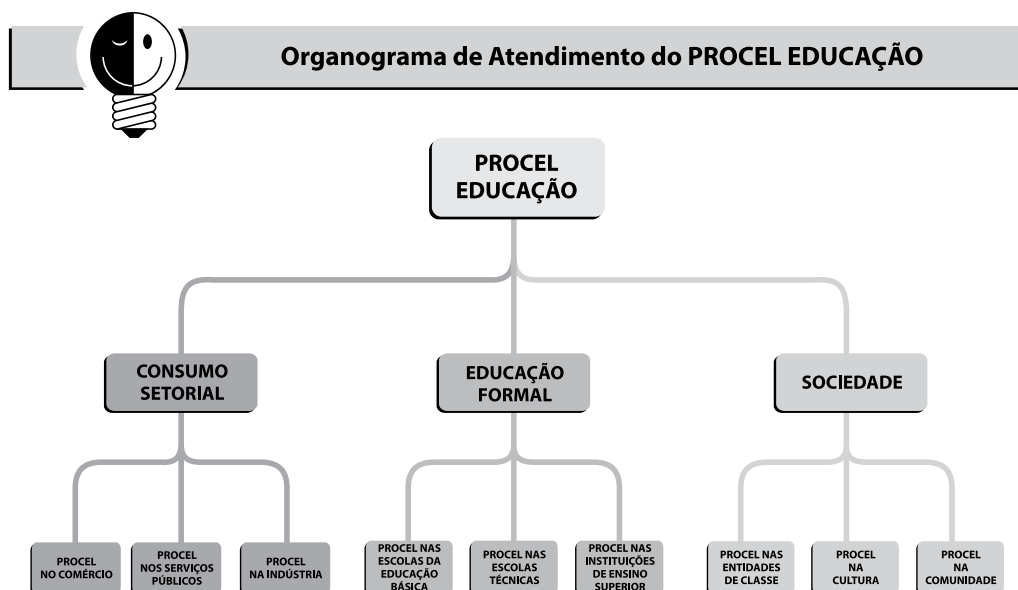 Organograma de Atendimento do PROCEL EDUCAÇÃO
PROCEL
EDUCAÇÃO
CONSUMO
SETORIAL
EDUCAÇÃO
FORMAL
SOCIEDADE
PROCEL
NO COMÉRCIO
PROCEL
NOS SERVIÇOS
PÚBLICOS
PROCEL
NA INDÚSTRIA
PROCEL NAS
ESCOLAS DA
EDUCAÇÃO
BÁSICA
PROCEL NAS
ESCOLAS
TÉCNICAS
PROCEL NAS
INSTITUIÇÕES
DE ENSINO
SUPERIOR
PROCEL NAS
ENTIDADES
DE CLASSE
PROCEL
NA
CULTURA
PROCEL
NA
COMUNIDADE